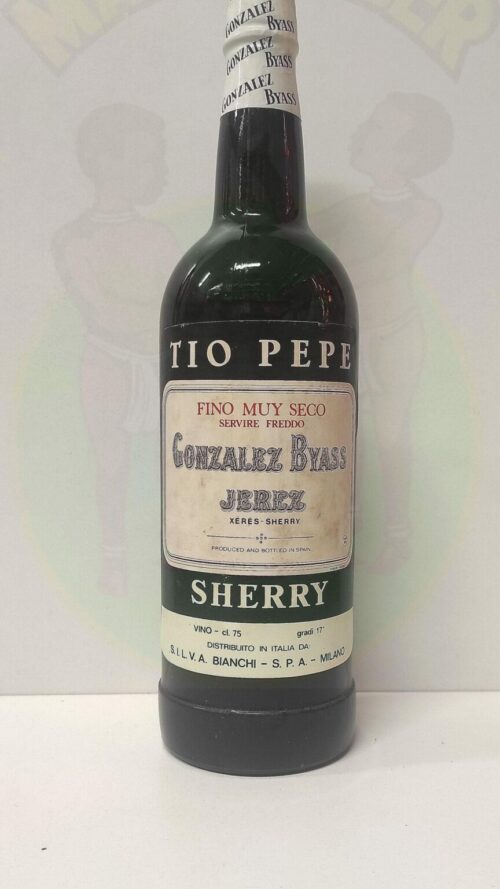 GONZALEZ
BYASS
GONZALEZ
BYASS
GONZALEZ
BYASS
TIO PEPE
FINO MUY SECO
SERVIRE FREDDO
GONZALEZ BYASS
JEREZ
XERES-SHERRY
PRODUCED AND BOTTLED IN SPAIN
SHERRY
VINO - cl. 75 gradi 17°
DISTRIBUITO IN ITALIA DA:
S.I.L.V.A. BIANCHI - S.P.A. - MILANO